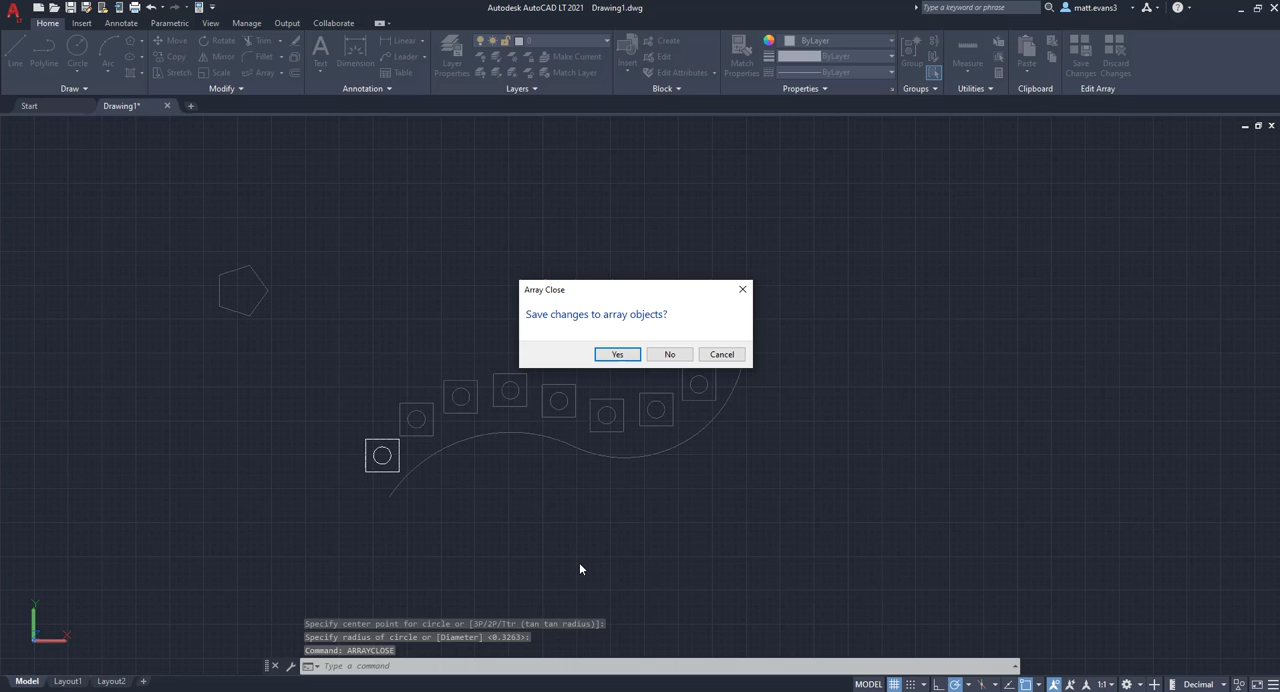 Autodesk AutoCAD LT 2021 Drawing1.dwg
Type a keyword or phrase
matt.evans3
Home Insert Annotate Parametric View Manage Output Collaborate
Line
Polyline
Circle
Arc
Move
Rotate
Trim
Copy
Mirror
Fillet
Stretch
Scale
Array
Text
Dimension
Linear
Leader
Table
Layer
Properties
0
Make Current
Match Layer
Insert
Create
Edit
Edit Attributes
Match
Properties
ByLayer
ByLayer
ByLayer
Group
Measure
Paste
Save
Changes
Discard
Changes
Draw
Modify
Annotation
Layers
Block
Properties
Groups
Utilities
Clipboard
Edit Array
Start
Drawing1*
Array Close
Save changes to array objects?
Yes No Cancel
Y
X
Specify center point for circle or [3P/2P/Ttr (tan tan radius)]:
Specify radius of circle or [Diameter] <0.3263>:
Command: ARRAYCLOSE
Type a command
Model Layout1 Layout2
MODEL
1:1
Decimal